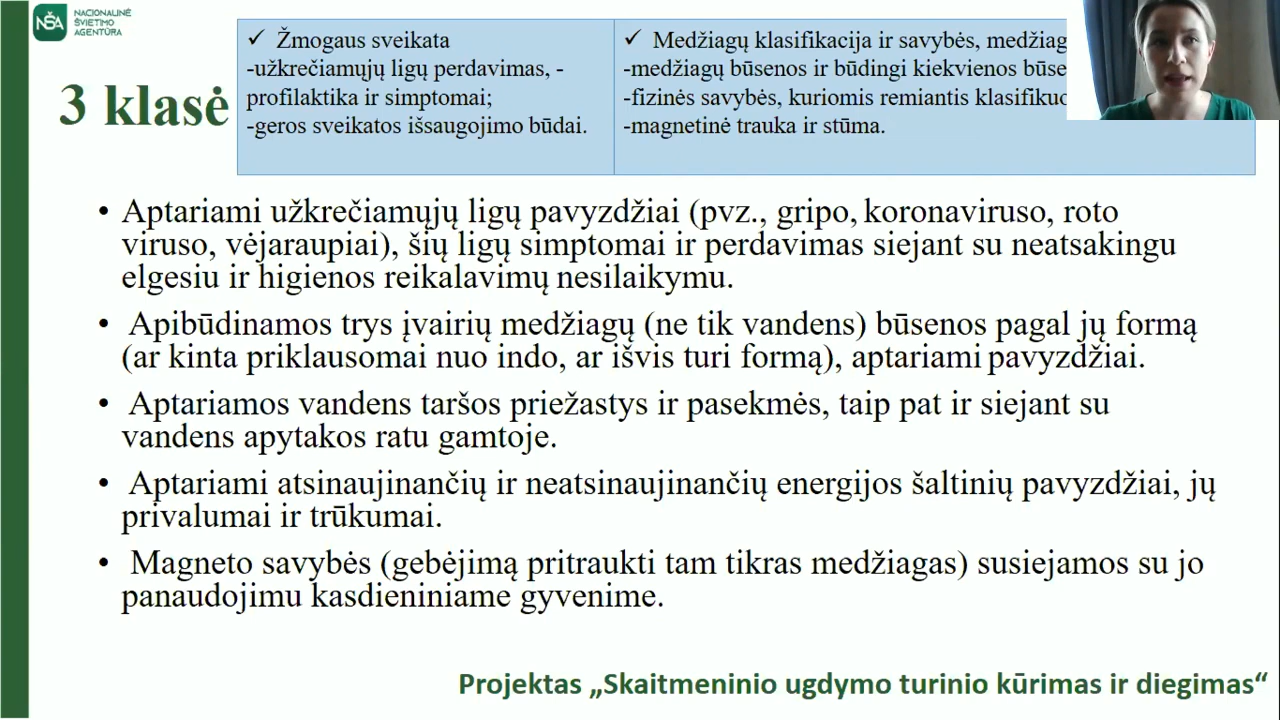 NŠA
NACIONALINĖ
ŠVIETIMO
AGENTŪRA
3 klasė
✓ Žmogaus sveikata
-užkrečiamųjų ligų perdavimas, -
profilaktika ir simptomai;
-geros sveikatos išsaugojimo būdai.
✓ Medžiagų klasifikacija ir savybės,
-medžiagų būsenos ir būdingi kiekvienos
-fizinės savybės, kuriomis remiantis
-magnetinė trauka ir stūma.
• Aptariami užkrečiamųjų ligų pavyzdžiai (pvz., gripo, koronaviruso, roto
viruso, vėjaraupiai), šių ligų simptomai ir perdavimas siejant su neatsakingu
elgesiu ir higienos reikalavimų nesilaikymu.
• Apibūdinamos trys įvairių medžiagų (ne tik vandens) būsenos pagal jų formą
(ar kinta priklausomai nuo indo, ar išvis turi formą), aptariami pavyzdžiai.
• Aptariamos vandens taršos priežastys ir pasekmės, taip pat ir siejant su
vandens apytakos ratu gamtoje.
• Aptariami atsinaujinančių ir neatsinaujinančių energijos šaltinių pavyzdžiai, jų
privalumai ir trūkumai.
• Magneto savybės (gebėjimą pritraukti tam tikras medžiagas) susiejamos su jo
panaudojimu kasdieniniame gyvenime.
Projektas „Skaitmeninio ugdymo turinio kūrimas ir diegimas“